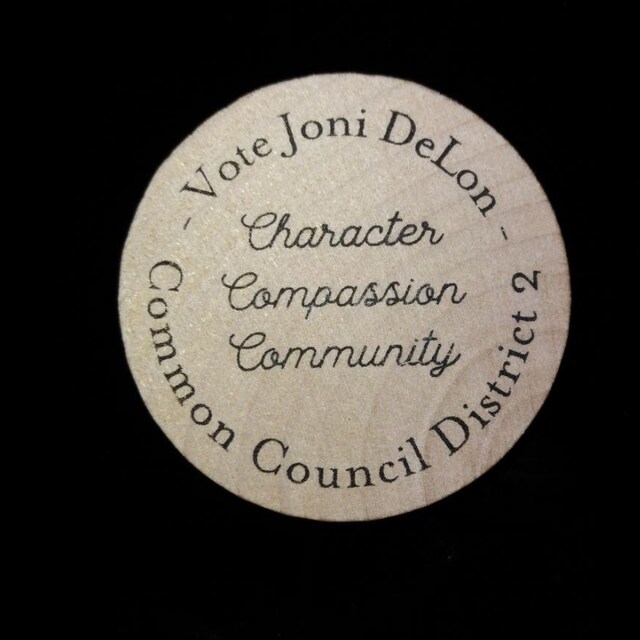 - Vote Joni DeLon -
Character
Compassion
Community
Common Council District 2